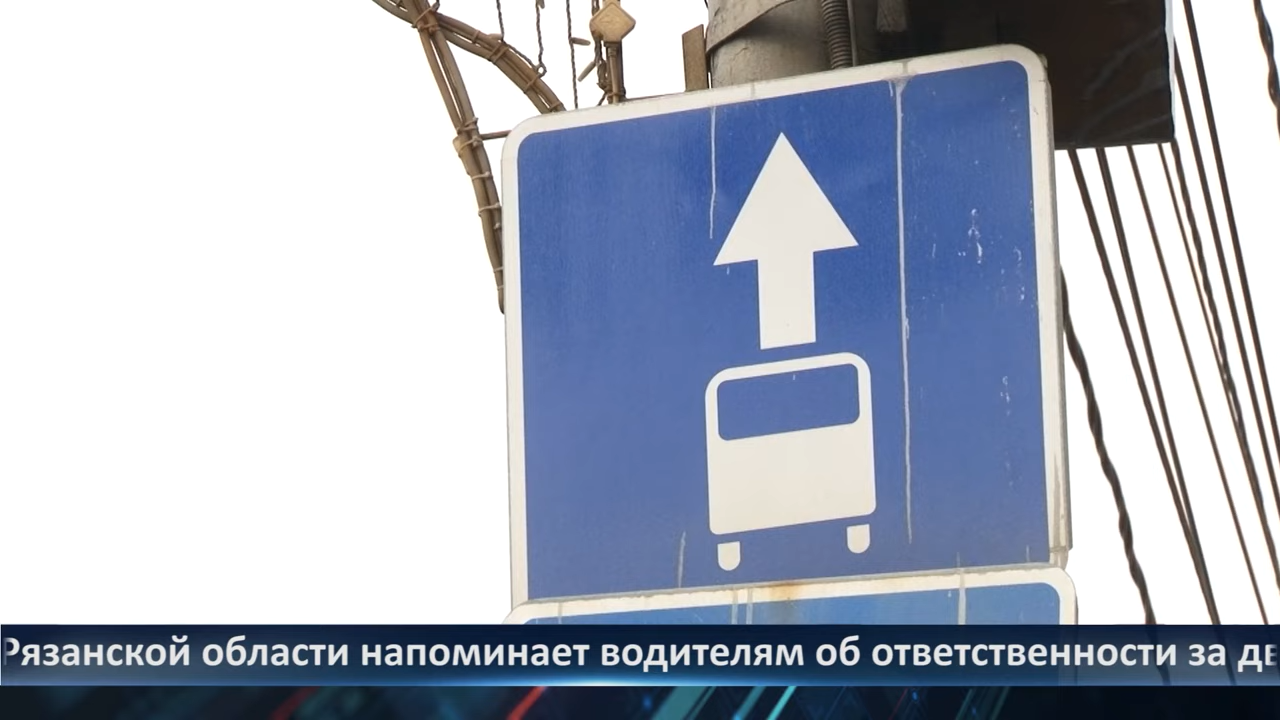 Рязанской области напоминает водителям об ответственности за